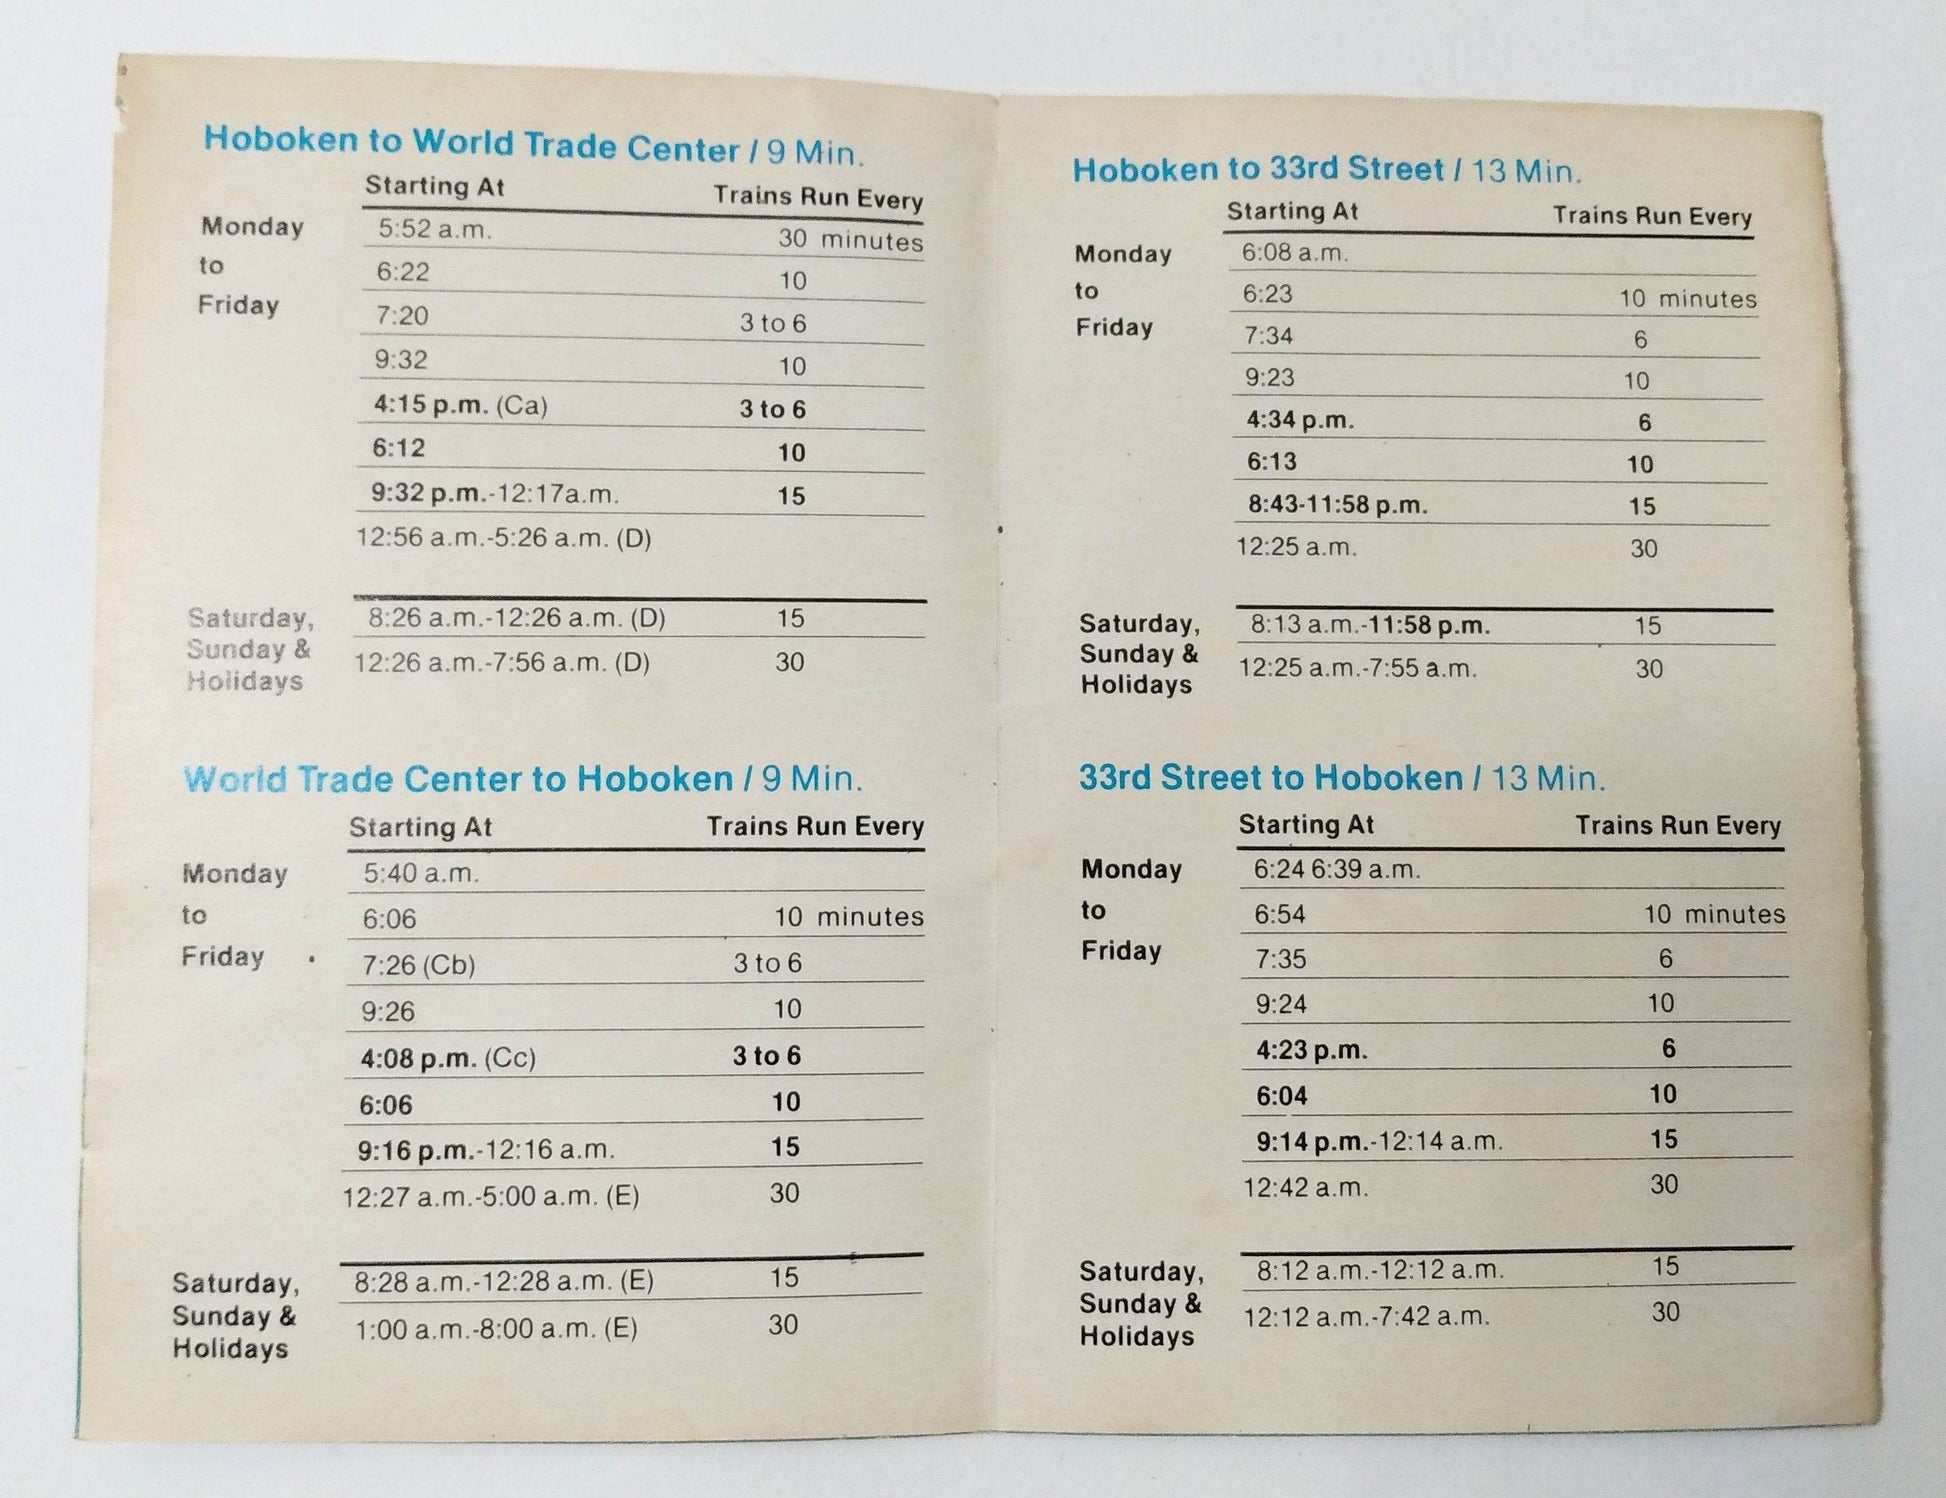 Hoboken to World Trade Center / 9 Min.
Starting At Trains Run Every
Monday 5:52 a.m. 30 minutes
to 6:22 10
Friday 7:20 3 to 6
9:32 10
4:15 p.m. (Ca) 3 to 6
6:12 10
9:32 p.m.-12:17a.m. 15
12:56 a.m.-5:26 a.m. (D)
Saturday, 8:26 a.m.-12:26 a.m. (D) 15
Sunday & 12:26 a.m.-7:56 a.m. (D) 30
Holidays
World Trade Center to Hoboken / 9 Min.
Starting At Trains Run Every
Monday 5:40 a.m.
to 6:06 10 minutes
Friday 7:26 (Cb) 3 to 6
9:26 10
4:08 p.m. (Cc) 3 to 6
6:06 10
9:16 p.m.-12:16 a.m. 15
12:27 a.m.-5:00 a.m. (E) 30
Saturday, 8:28 a.m.-12:28 a.m. (E) 15
Sunday & 1:00 a.m.-8:00 a.m. (E) 30
Holidays
Hoboken to 33rd Street / 13 Min.
Starting At Trains Run Every
Monday 6:08 a.m.
to 6:23 10 minutes
Friday 7:34 6
9:23 10
4:34 p.m. 6
6:13 10
8:43-11:58 p.m. 15
12:25 a.m. 30
Saturday, 8:13 a.m.-11:58 p.m. 15
Sunday & 12:25 a.m.-7:55 a.m. 30
Holidays
33rd Street to Hoboken / 13 Min.
Starting At Trains Run Every
Monday 6:24 6:39 a.m.
to 6:54 10 minutes
Friday 7:35 6
9:24 10
4:23 p.m. 6
6:04 10
9:14 p.m.-12:14 a.m. 15
12:42 a.m. 30
Saturday, 8:12 a.m.-12:12 a.m. 15
Sunday & 12:12 a.m.-7:42 a.m. 30
Holidays